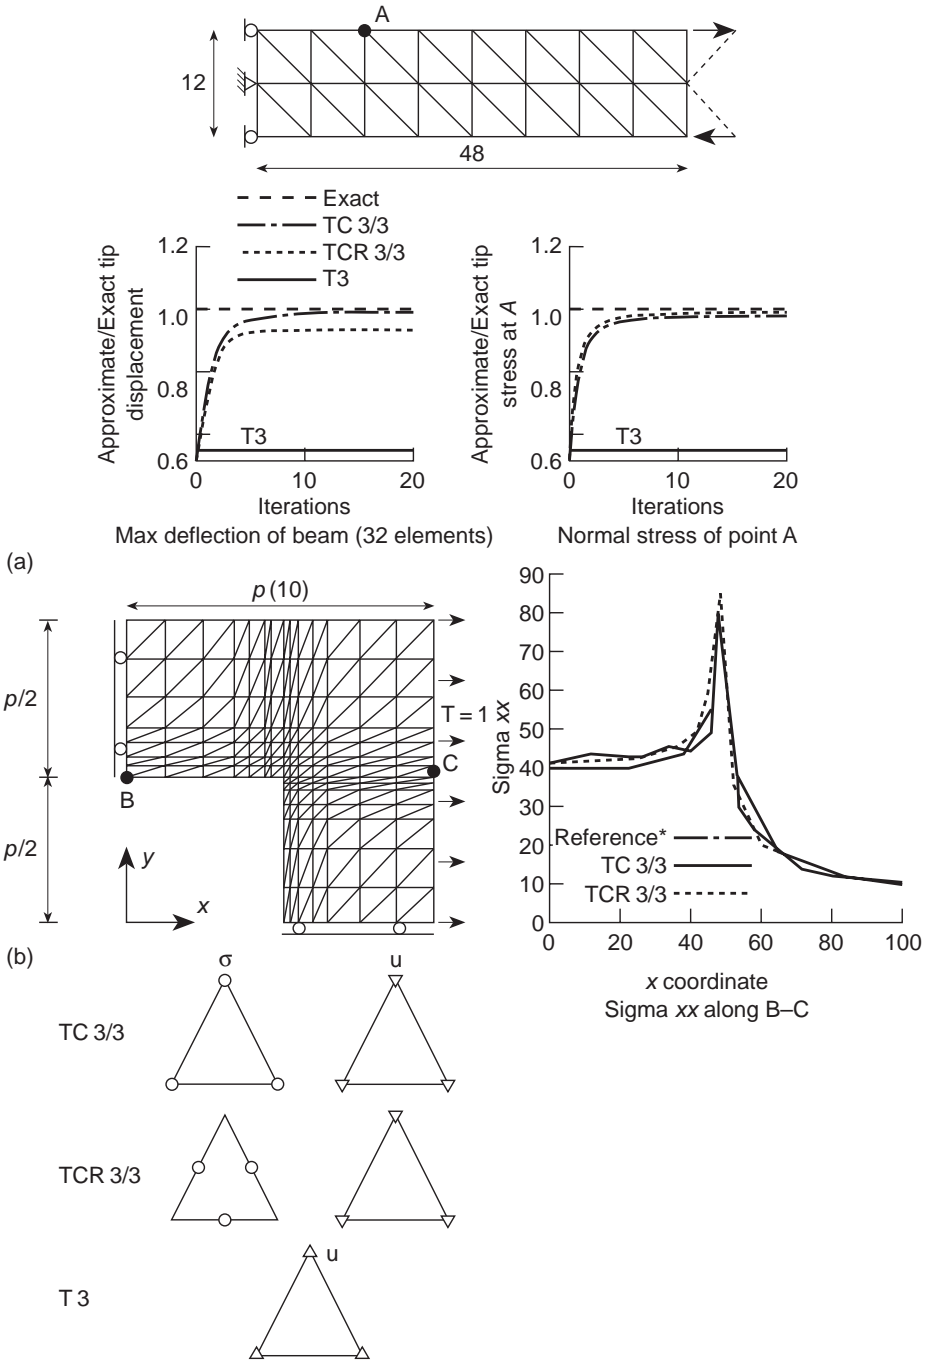 A
12
48
Exact
TC 3/3
TCR 3/3
T3
Approximate/Exact tip
displacement
1.2
1.0
0.8
0.6
T3
0
10
20
Iterations
Max deflection of beam (32 elements)
Approximate/Exact tip
stress at A
1.2
1.0
0.8
0.6
T3
0
10
20
Iterations
Normal stress of point A
(a)
p (10)
p/2
p/2
T = 1
C
B
y
x
Sigma xx
90
80
70
60
50
40
30
20
10
0
Reference*
TC 3/3
TCR 3/3
0
20
40
60
80
100
x coordinate
Sigma xx along B–C
(b)
σ
u
TC 3/3
TCR 3/3
u
T 3